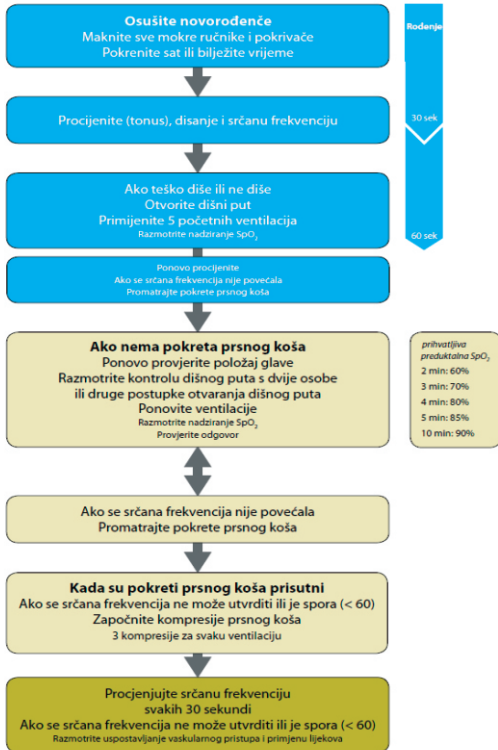 Osušite novorođenče
Maknite sve mokre ručnike i pokrivače
Pokrenite sat ili bilježite vrijeme
Rođenje
Procijenite (tonus), disanje i srčanu frekvenciju
30 sek
Ako teško diše ili ne diše
Otvorite dišni put
Primijenite 5 početnih ventilacija
Razmotrite nadziranje SpO₂
60 sek
Ponovo procijenite
Ako se srčana frekvencija nije povećala
Promatrajte pokrete prsnog koša
Ako nema pokreta prsnog koša
Ponovo provjerite položaj glave
Razmotrite kontrolu dišnog puta s dvije osobe
ili druge postupke otvaranja dišnog puta
Ponovite ventilacije
Razmotrite nadziranje SpO₂
Provjerite odgovor
prihvatljiva
preduktalna SpO₂
2 min: 60%
3 min: 70%
4 min: 80%
5 min: 85%
10 min: 90%
Ako se srčana frekvencija nije povećala
Promatrajte pokrete prsnog koša
Kada su pokreti prsnog koša prisutni
Ako se srčana frekvencija ne može utvrditi ili je spora (< 60)
Započnite kompresije prsnog koša
3 kompresije za svaku ventilaciju
Procjenjujte srčanu frekvenciju
svakih 30 sekundi
Ako se srčana frekvencija ne može utvrditi ili je spora (< 60)
Razmotrite uspostavljanje vaskularnog pristupa i primjenu lijekova